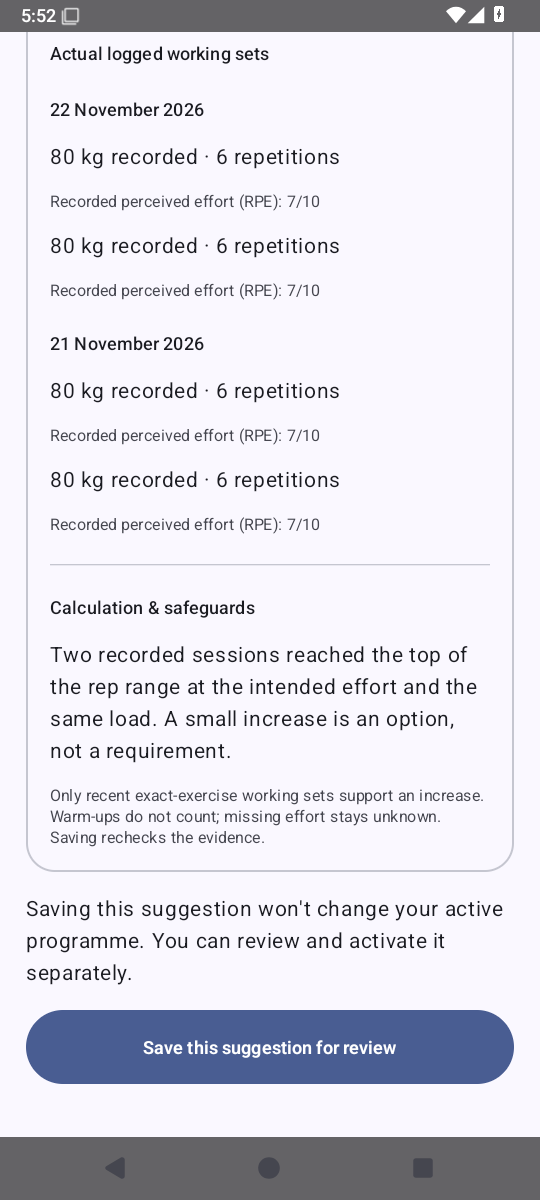 5:52
Actual logged working sets
22 November 2026
80 kg recorded · 6 repetitions
Recorded perceived effort (RPE): 7/10
80 kg recorded · 6 repetitions
Recorded perceived effort (RPE): 7/10
21 November 2026
80 kg recorded · 6 repetitions
Recorded perceived effort (RPE): 7/10
80 kg recorded · 6 repetitions
Recorded perceived effort (RPE): 7/10
Calculation & safeguards
Two recorded sessions reached the top of
the rep range at the intended effort and the
same load. A small increase is an option,
not a requirement.
Only recent exact-exercise working sets support an increase.
Warm-ups do not count; missing effort stays unknown.
Saving rechecks the evidence.
Saving this suggestion won't change your active
programme. You can review and activate it
separately.
Save this suggestion for review